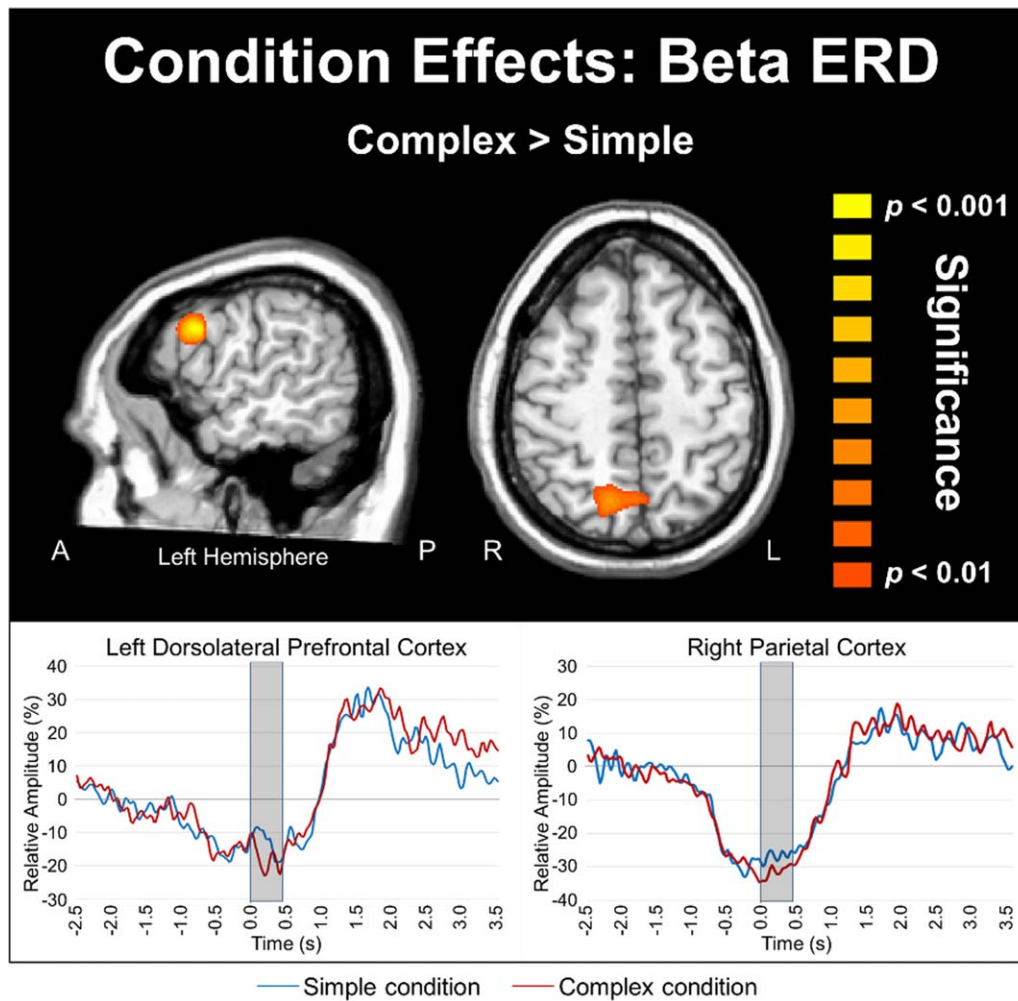 Condition Effects: Beta ERD
Complex > Simple
p < 0.001
Significance
p < 0.01
A
Left Hemisphere
P
R
L
Left Dorsolateral Prefrontal Cortex
Relative Amplitude (%)
40
30
20
10
0
-10
-20
-30
-2.5 -2.0 -1.5 -1.0 -0.5 0.0 0.5 1.0 1.5 2.0 2.5 3.0 3.5
Time (s)
Right Parietal Cortex
Relative Amplitude (%)
30
20
10
0
-10
-20
-30
-40
-2.5 -2.0 -1.5 -1.0 -0.5 0.0 0.5 1.0 1.5 2.0 2.5 3.0 3.5
Time (s)
Simple condition
Complex condition